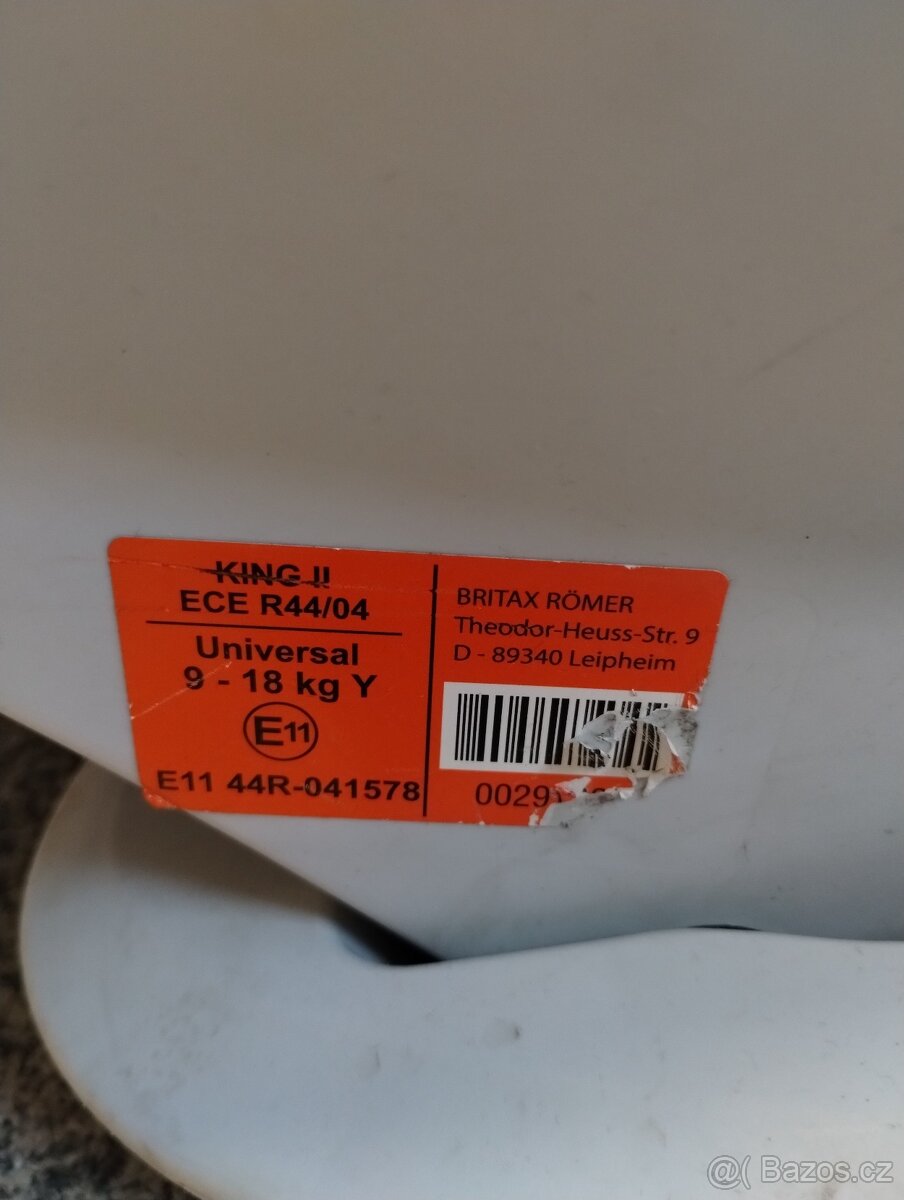 KING II
ECE R44/04
Universal
9 - 18 kg Y
E11
E11 44R-041578
BRITAX RÖMER
Theodor-Heuss-Str. 9
D - 89340 Leipheim
@( Bazos.cz